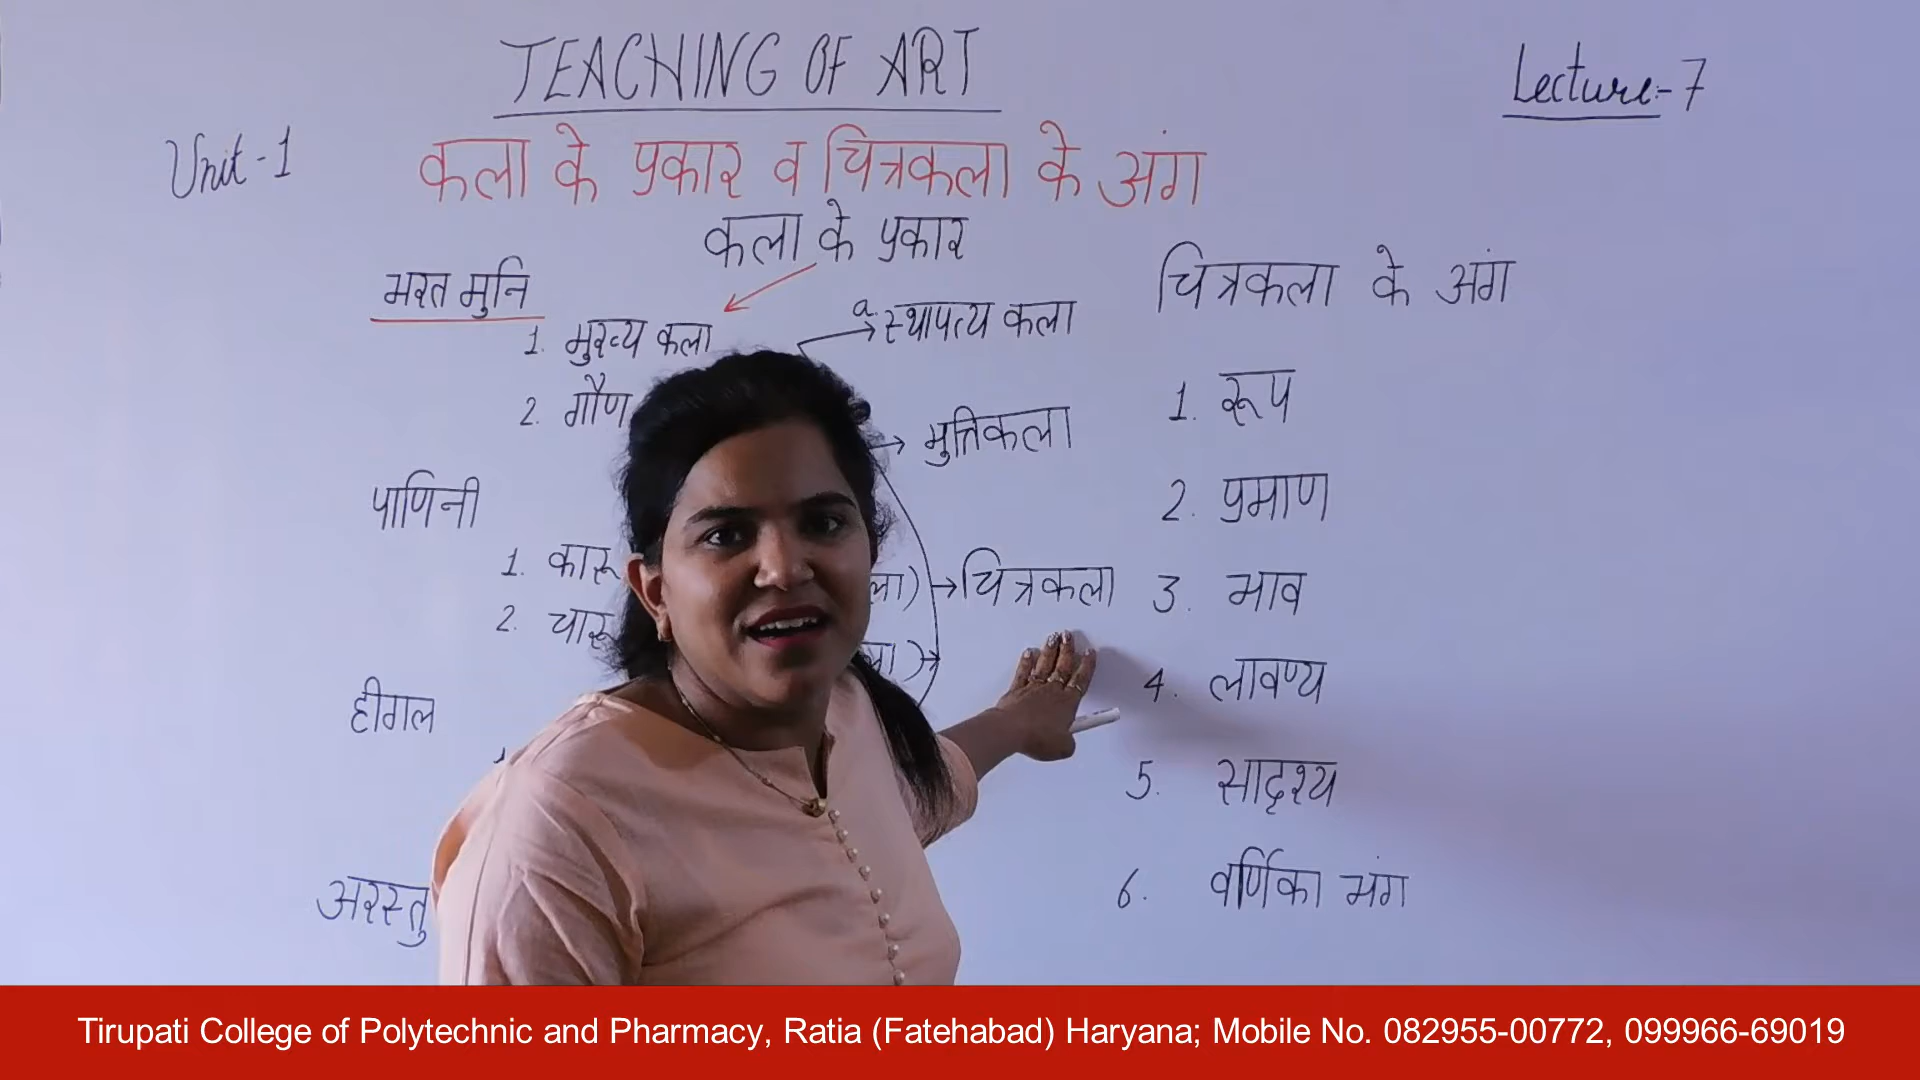 TEACHING OF ART
Lecture:-7
Unit-1
कला के प्रकार व चित्रकला के अंग
कला के प्रकार
भरत मुनि
1. मुख्य कला
2. गौण
a. स्थापत्य कला
→ मुर्त्तिकला
पाणिनी
1. कारू
2. चारू
ला) → चित्रकला
ला) →
हीगल
अरस्तु
चित्रकला के अंग
1. रूप
2. प्रमाण
3. भाव
4. लावण्य
5. सादृश्य
6. वर्णिका भंग
Tirupati College of Polytechnic and Pharmacy, Ratia (Fatehabad) Haryana; Mobile No. 082955-00772, 099966-69019